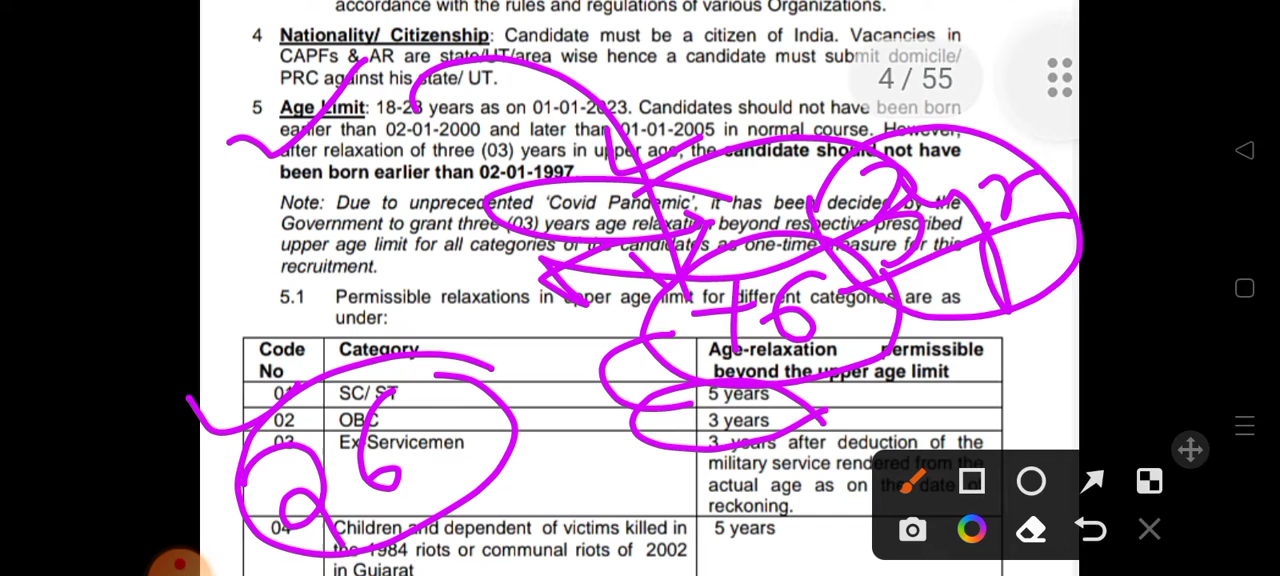 accordance with the rules and regulations of various Organizations.
4 Nationality/ Citizenship: Candidate must be a citizen of India. Vacancies in
CAPFs & AR are state/UT/area wise hence a candidate must submit domicile/
PRC against his state/ UT.
4 / 55
5 Age Limit: 18-23 years as on 01-01-2023. Candidates should not have been born
earlier than 02-01-2000 and later than 01-01-2005 in normal course. However,
after relaxation of three (03) years in upper age, the candidate should not have
been born earlier than 02-01-1997.
Note: Due to unprecedented ‘Covid Pandemic’, it has been decided by the
Government to grant three (03) years age relaxation beyond respective prescribed
upper age limit for all categories of the candidates as one-time measure for this
recruitment.
5.1 Permissible relaxations in upper age limit for different categories are as
under:
+6
Code No Category Age-relaxation permissible
beyond the upper age limit
01 SC/ ST 5 years
02 OBC 3 years
03 Ex-Servicemen 3 years after deduction of the
military service rendered from the
actual age as on the date of
reckoning.
04 Children and dependent of victims killed in 5 years
the 1984 riots or communal riots of 2002
in Gujarat